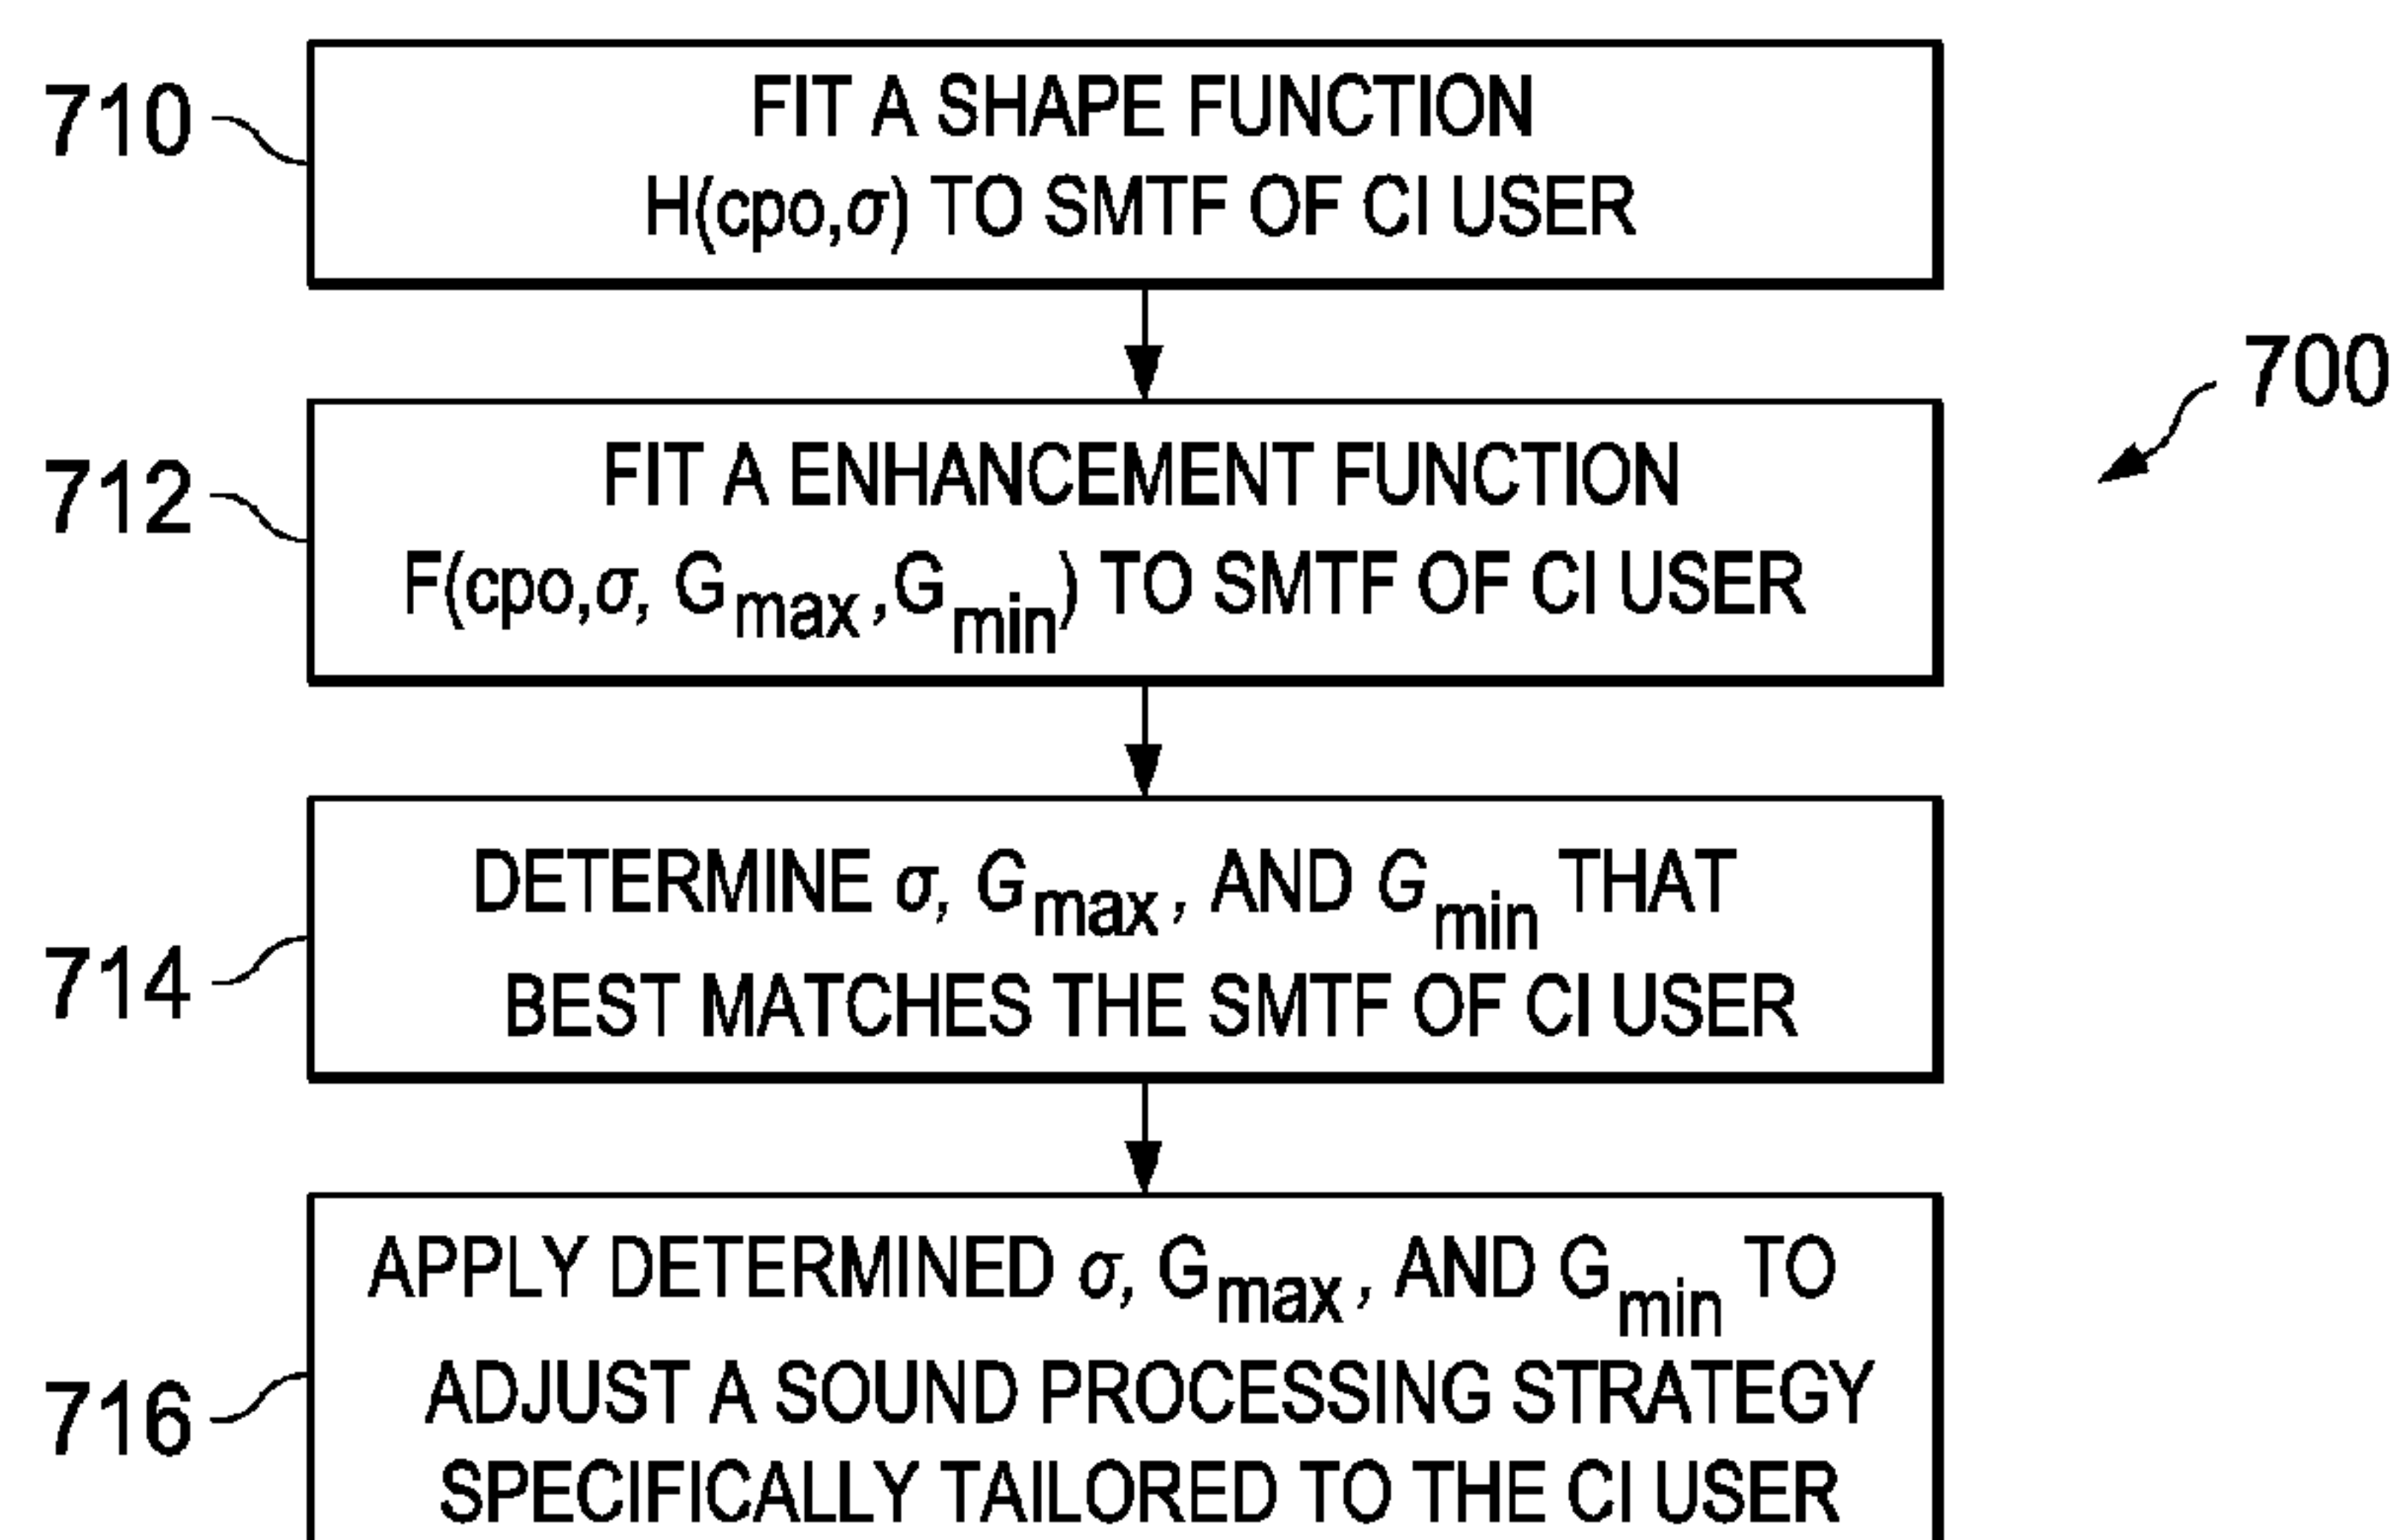 710
FIT A SHAPE FUNCTION
H(cpo,σ) TO SMTF OF CI USER
700
712
FIT A ENHANCEMENT FUNCTION
F(cpo,σ, Gmax,Gmin) TO SMTF OF CI USER
714
DETERMINE σ, Gmax, AND Gmin THAT
BEST MATCHES THE SMTF OF CI USER
716
APPLY DETERMINED σ, Gmax, AND Gmin TO
ADJUST A SOUND PROCESSING STRATEGY
SPECIFICALLY TAILORED TO THE CI USER